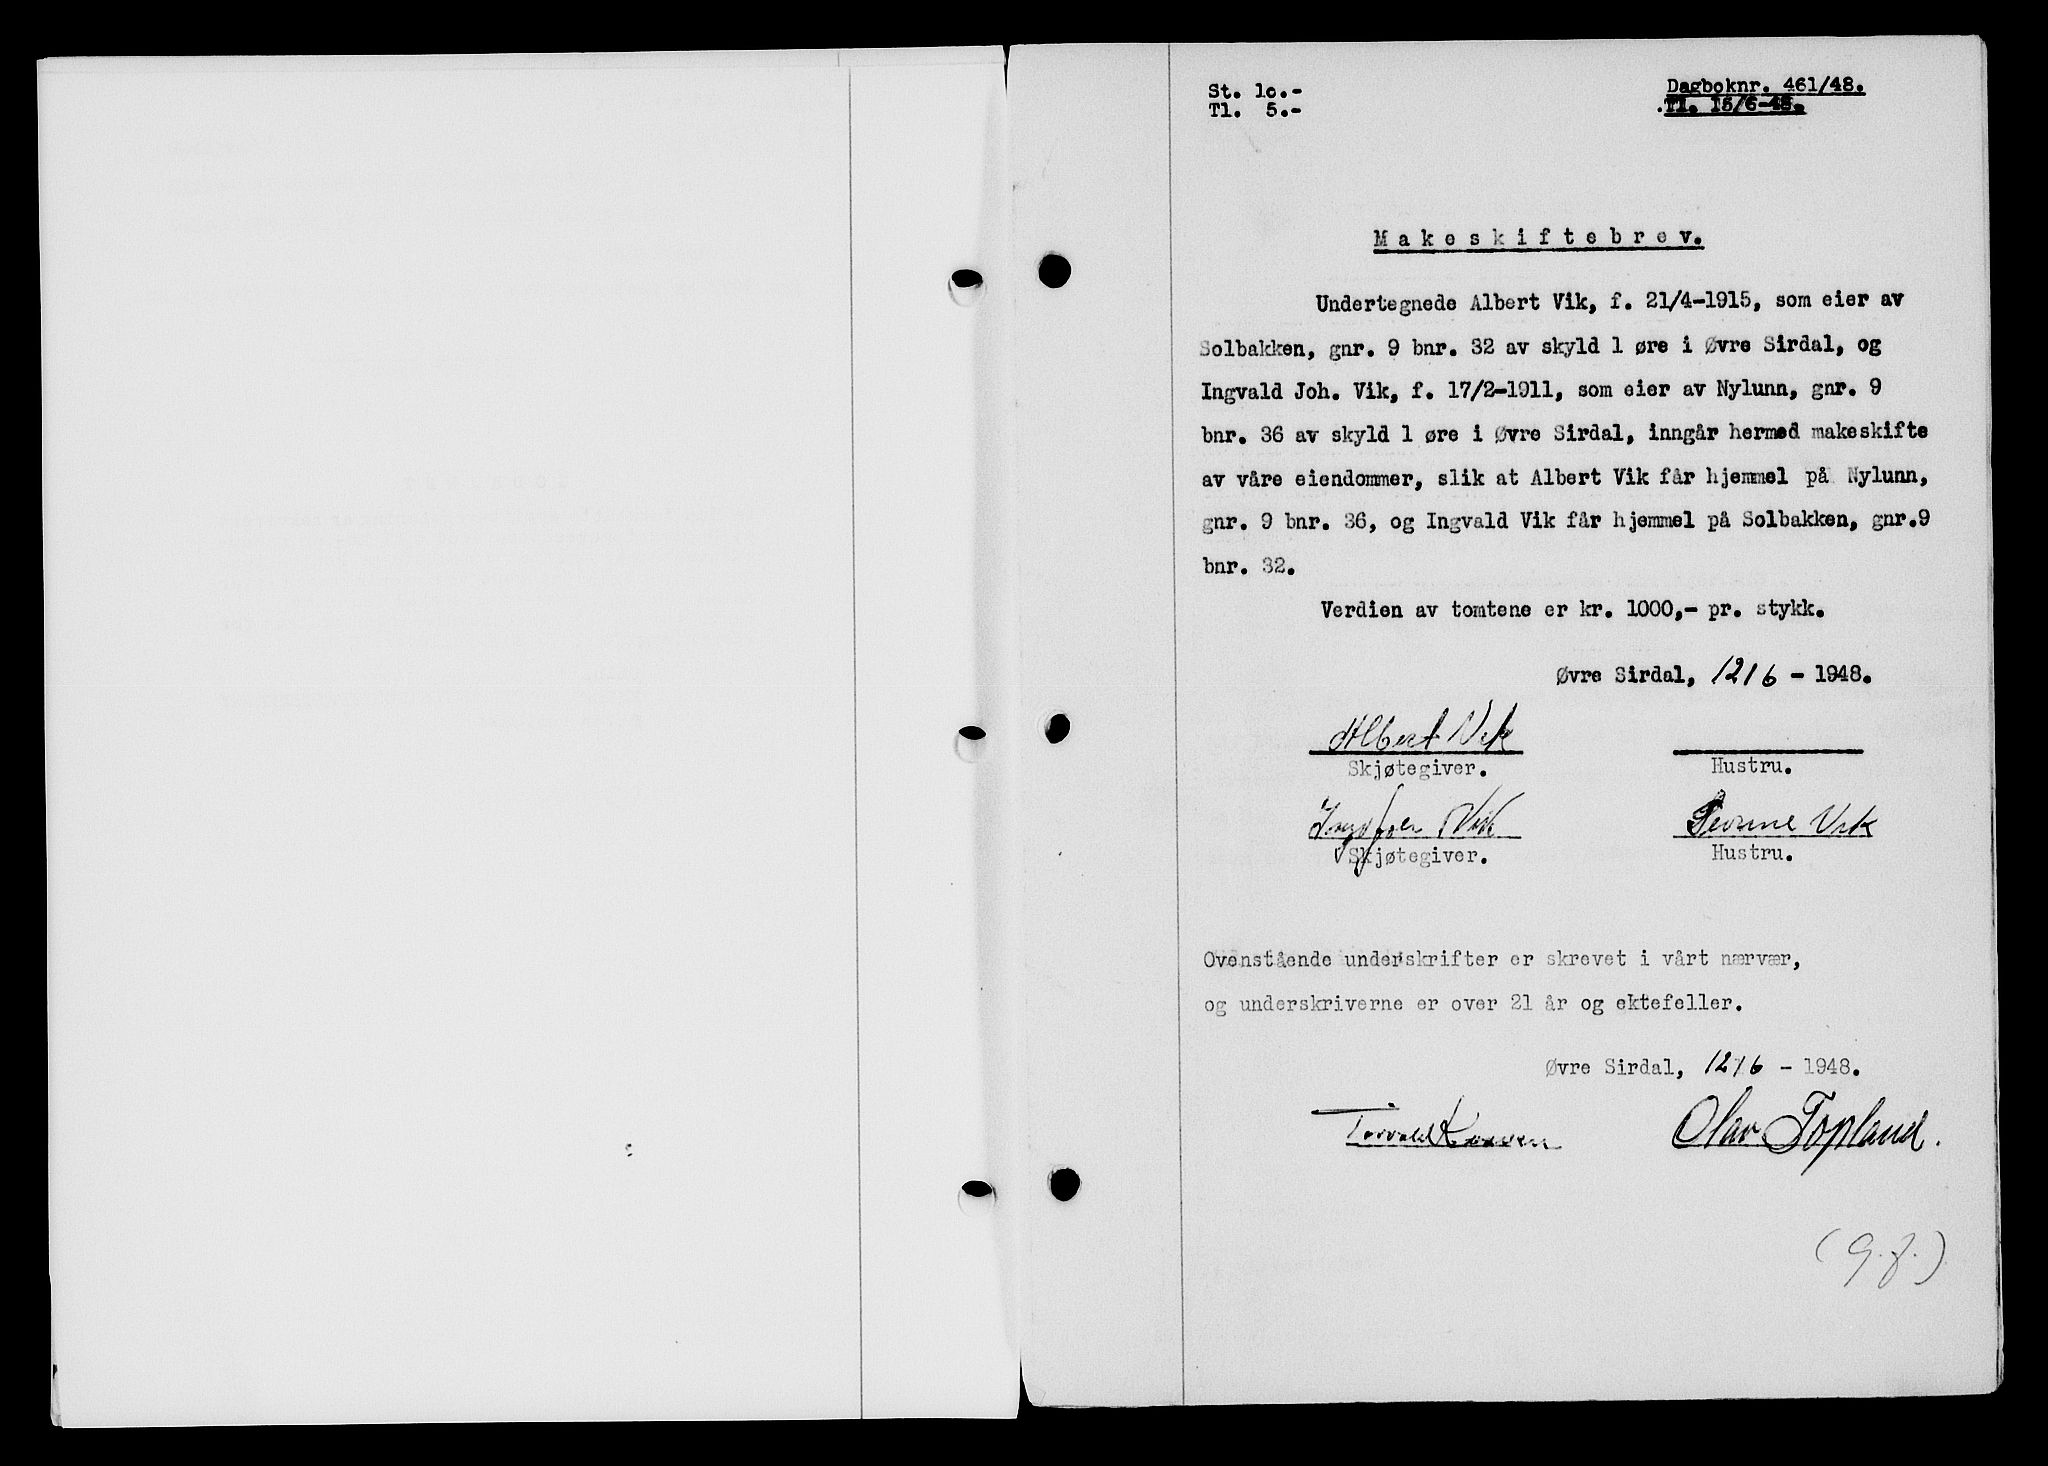 St. 10.-
Tl. 5.-
Dagboknr. 461/48.
Tl. 15/6-48.
Makeskiftebrev.
Undertegnede Albert Vik, f. 21/4-1915, som eier av
Solbakken, gnr. 9 bnr. 32 av skyld 1 øre i Øvre Sirdal, og
Ingvald Joh. Vik, f. 17/2-1911, som eier av Nylunn, gnr. 9
bnr. 36 av skyld 1 øre i Øvre Sirdal, inngår hermed makeskifte
av våre eiendommer, slik at Albert Vik får hjemmel på Nylunn,
gnr. 9 bnr. 36, og Ingvald Vik får hjemmel på Solbakken, gnr.9
bnr. 32.
Verdien av tomtene er kr. 1000,- pr. stykk.
Øvre Sirdal, 12/6 - 1948.
Albert Vik
Skjøtegiver. Hustru.
Vik Vik
Skjøtegiver. Hustru.
Ovenstående underskrifter er skrevet i vårt nærvær,
og underskriverne er over 21 år og ektefeller.
Øvre Sirdal, 12/6 - 1948.
Torvald Olav Fopland.
(g.f.)